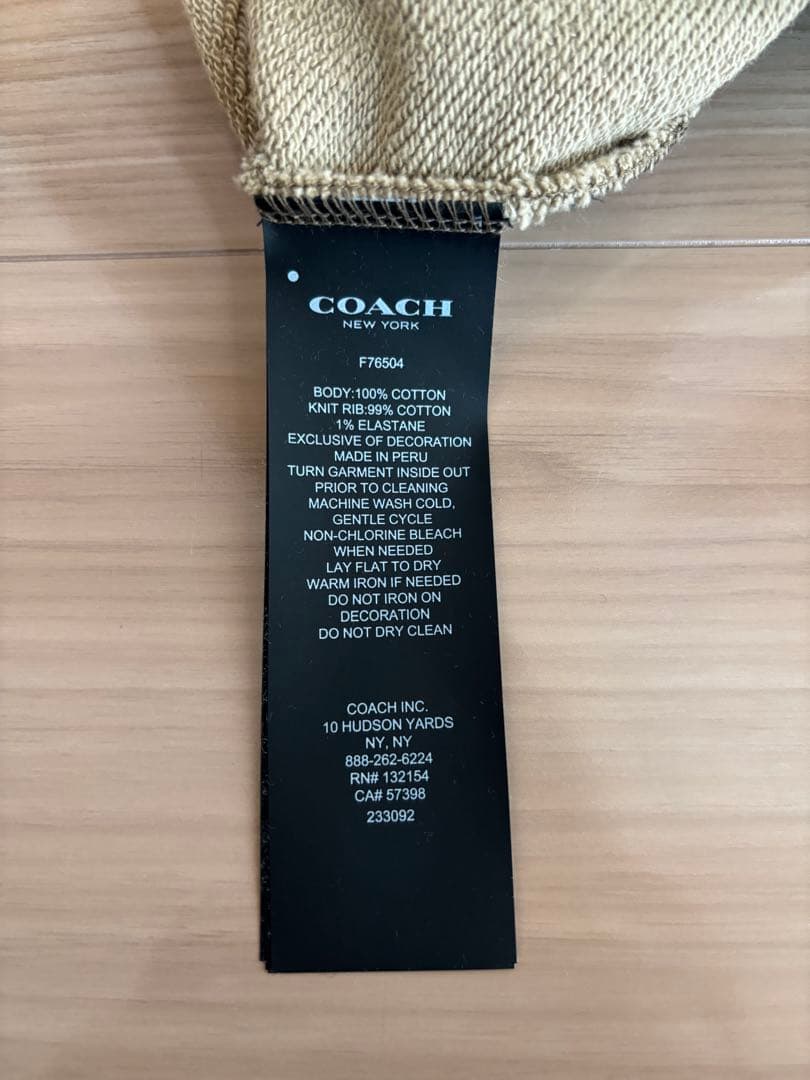 COACH
NEW YORK
F76504
BODY:100% COTTON
KNIT RIB:99% COTTON
1% ELASTANE
EXCLUSIVE OF DECORATION
MADE IN PERU
TURN GARMENT INSIDE OUT
PRIOR TO CLEANING
MACHINE WASH COLD,
GENTLE CYCLE
NON-CHLORINE BLEACH
WHEN NEEDED
LAY FLAT TO DRY
WARM IRON IF NEEDED
DO NOT IRON ON
DECORATION
DO NOT DRY CLEAN
COACH INC.
10 HUDSON YARDS
NY, NY
888-262-6224
RN# 132154
CA# 57398
233092